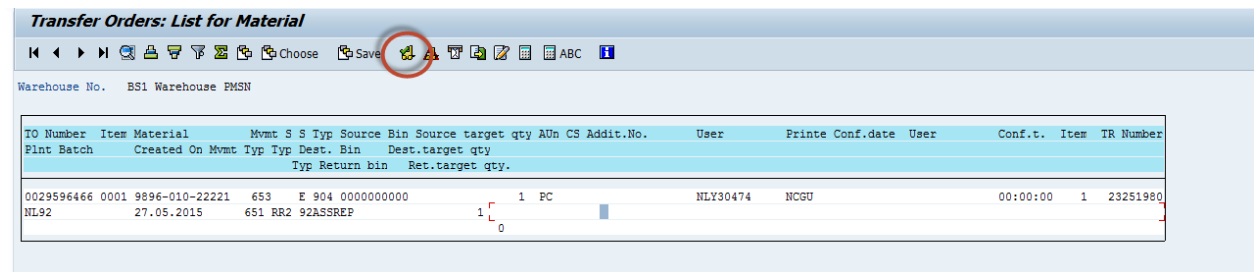 Transfer Orders: List for Material
Choose Save ABC
Warehouse No. BS1 Warehouse PMSN
TO Number Item Material Mvmt S S Typ Source Bin Source target qty AUn CS Addit.No. User Printe Conf.date User Conf.t. Item TR Number
Plnt Batch Created On Mvmt Typ Typ Dest. Bin Dest.target qty
Typ Return bin Ret.target qty.
0029596466 0001 9896-010-22221 653 E 904 0000000000 1 PC NLY30474 NCGU 00:00:00 1 23251980
NL92 27.05.2015 651 RR2 92ASSREP 1
0